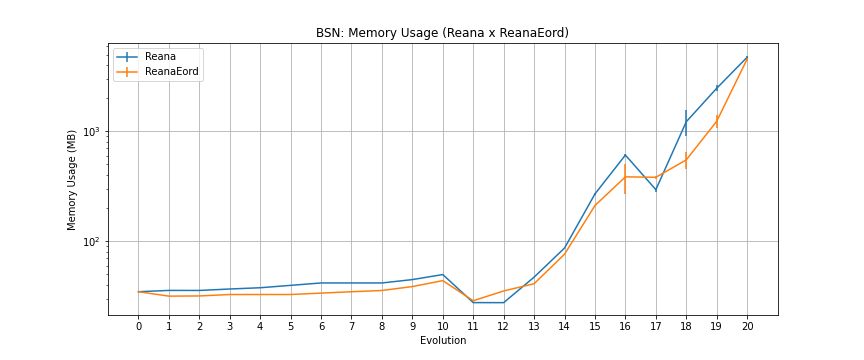 BSN: Memory Usage (Reana x ReanaEord)
Reana
ReanaEord
Memory Usage (MB)
10³
10²
0 1 2 3 4 5 6 7 8 9 10 11 12 13 14 15 16 17 18 19 20
Evolution